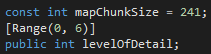 const int mapChunkSize = 241;
[Range(0, 6)]
public int levelOfDetail;